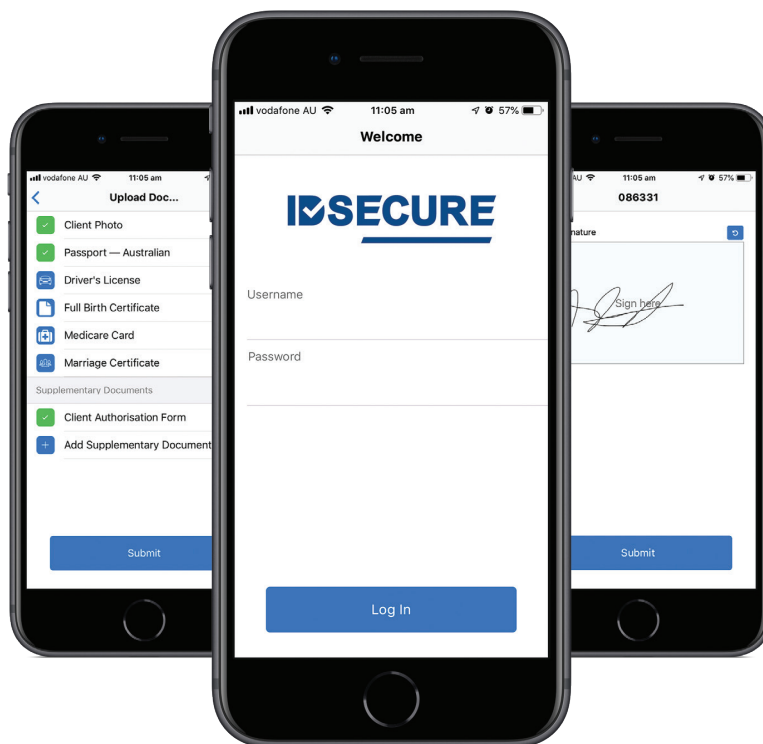 vodafone AU 11:05 am
Upload Doc...
Client Photo
Passport — Australian
Driver's License
Full Birth Certificate
Medicare Card
Marriage Certificate
Supplementary Documents
Client Authorisation Form
Add Supplementary Document
Submit
vodafone AU 11:05 am 57%
Welcome
IDSECURE
Username
Password
Log In
AU 11:05 am 57%
086331
nature
Sign here
Submit